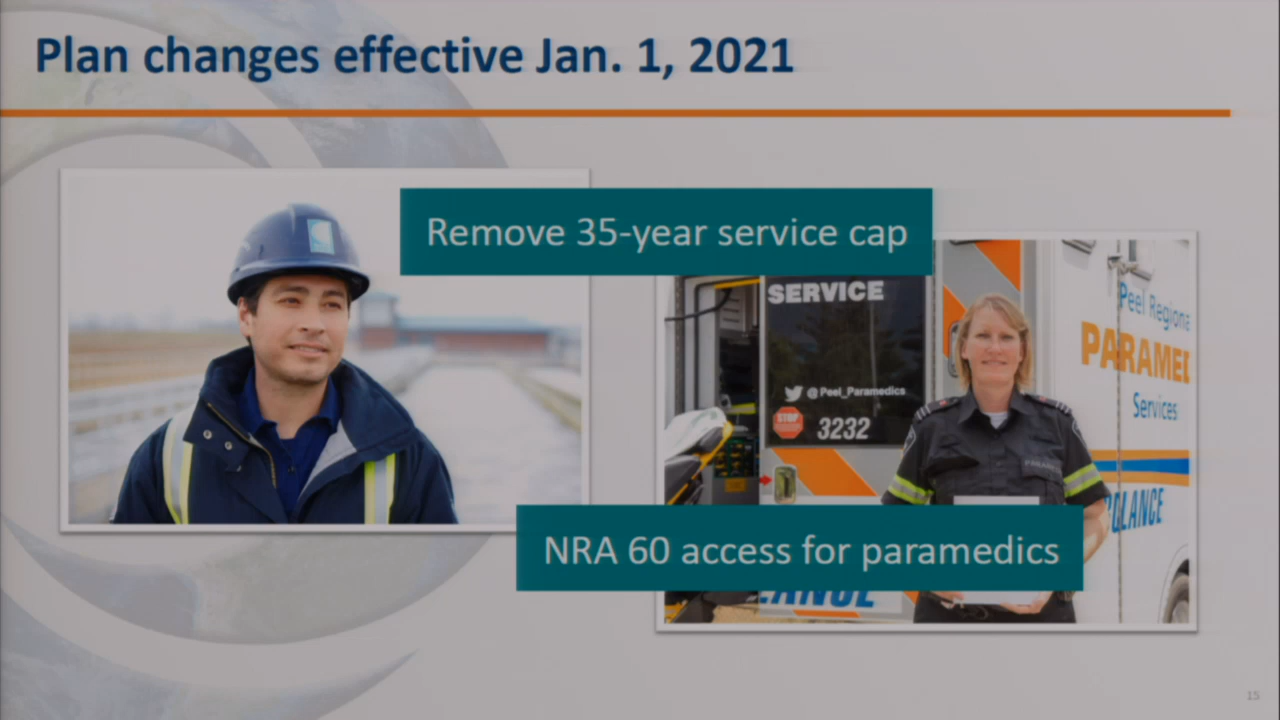 Plan changes effective Jan. 1, 2021
Remove 35-year service cap
SERVICE
@Peel_Paramedics
STOP
3232
Peel Regiona
PARAMED
Services
NRA 60 access for paramedics
15